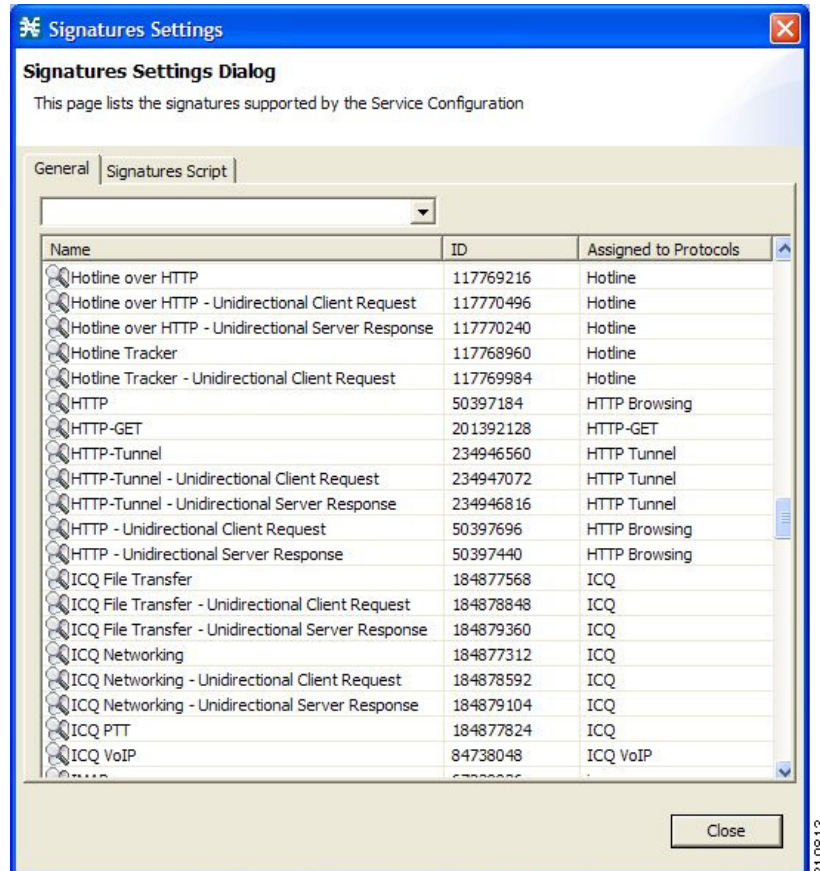 Signatures Settings
Signatures Settings Dialog
This page lists the signatures supported by the Service Configuration
General Signatures Script
Name ID Assigned to Protocols
Hotline over HTTP 117769216 Hotline
Hotline over HTTP - Unidirectional Client Request 117770496 Hotline
Hotline over HTTP - Unidirectional Server Response 117770240 Hotline
Hotline Tracker 117768960 Hotline
Hotline Tracker - Unidirectional Client Request 117769984 Hotline
HTTP 50397184 HTTP Browsing
HTTP-GET 201392128 HTTP-GET
HTTP-Tunnel 234946560 HTTP Tunnel
HTTP-Tunnel - Unidirectional Client Request 234947072 HTTP Tunnel
HTTP-Tunnel - Unidirectional Server Response 234946816 HTTP Tunnel
HTTP - Unidirectional Client Request 50397696 HTTP Browsing
HTTP - Unidirectional Server Response 50397440 HTTP Browsing
ICQ File Transfer 184877568 ICQ
ICQ File Transfer - Unidirectional Client Request 184878848 ICQ
ICQ File Transfer - Unidirectional Server Response 184879360 ICQ
ICQ Networking 184877312 ICQ
ICQ Networking - Unidirectional Client Request 184878592 ICQ
ICQ Networking - Unidirectional Server Response 184879104 ICQ
ICQ PTT 184877824 ICQ
ICQ VoIP 84738048 ICQ VoIP
Close